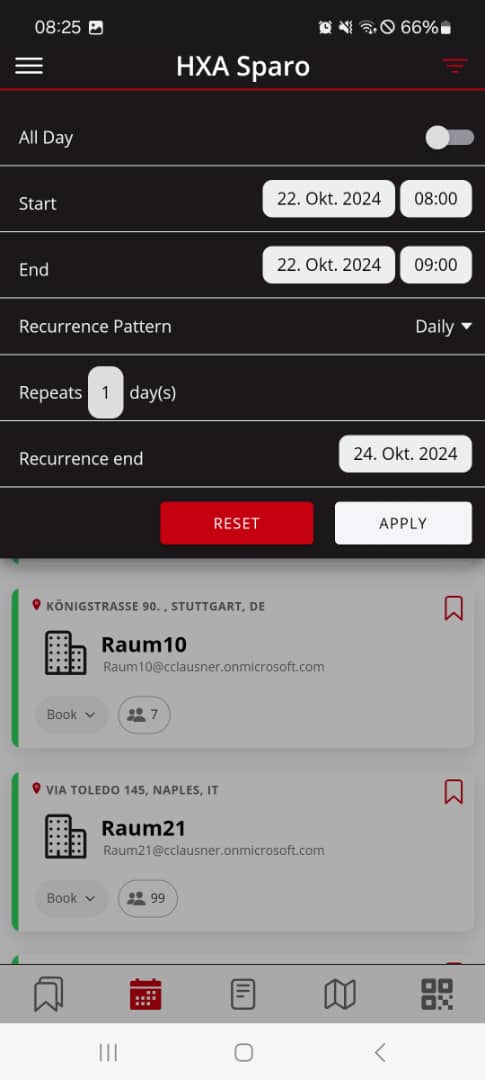 08:25 66%
HXA Sparo
All Day
Start 22. Okt. 2024 08:00
End 22. Okt. 2024 09:00
Recurrence Pattern Daily
Repeats 1 day(s)
Recurrence end 24. Okt. 2024
RESET APPLY
KÖNIGSTRASSE 90. , STUTTGART, DE
Raum10
Raum10@cclausner.onmicrosoft.com
Book 7
VIA TOLEDO 145, NAPLES, IT
Raum21
Raum21@cclausner.onmicrosoft.com
Book 99